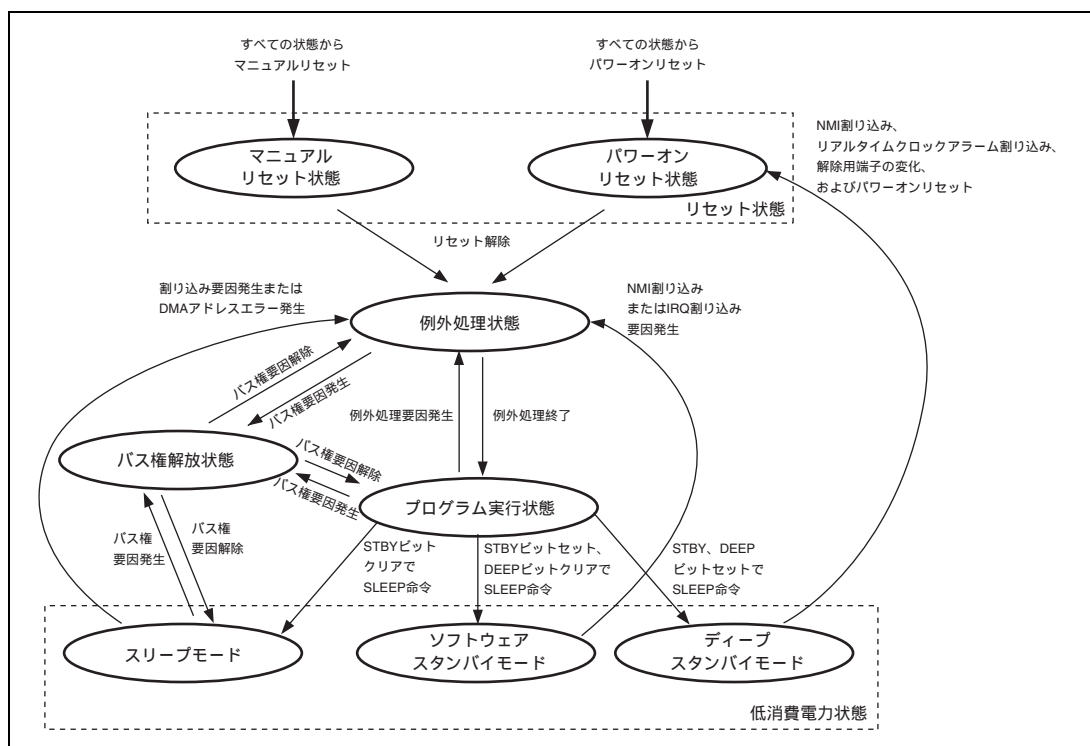 すべての状態から
マニュアルリセット
すべての状態から
パワーオンリセット
NMI割り込み、
リアルタイムクロックアラーム割り込み、
解除用端子の変化、
およびパワーオンリセット
マニュアル
リセット状態
パワーオン
リセット状態
リセット状態
リセット解除
割り込み要因発生または
DMAアドレスエラー発生
NMI割り込み
またはIRQ割り込み
要因発生
例外処理状態
バス権要因解除
バス権要因発生
例外処理要因発生
例外処理終了
バス権解放状態
バス権要因解除
バス権要因発生
プログラム実行状態
バス権
要因発生
バス権
要因解除
STBYビット
クリアで
SLEEP命令
STBYビットセット、
DEEPビットクリアで
SLEEP命令
STBY、DEEP
ビットセットで
SLEEP命令
スリープモード
ソフトウェア
スタンバイモード
ディープ
スタンバイモード
低消費電力状態